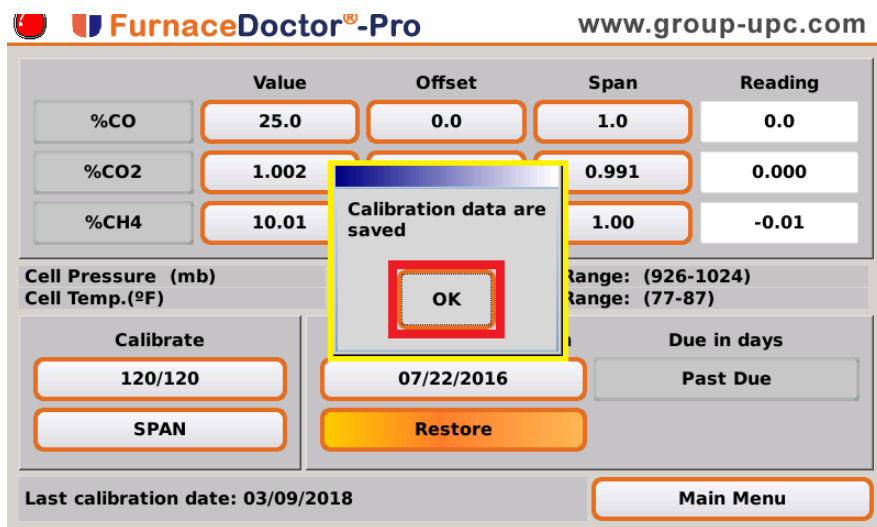 FurnaceDoctor®-Pro www.group-upc.com
Value Offset Span Reading
%CO 25.0 0.0 1.0 0.0
%CO2 1.002 0.991 0.000
%CH4 10.01 1.00 -0.01
Calibration data are
saved
OK
Cell Pressure (mb) Range: (926-1024)
Cell Temp.(ºF) Range: (77-87)
Calibrate Due in days
120/120 07/22/2016 Past Due
SPAN Restore
Last calibration date: 03/09/2018 Main Menu